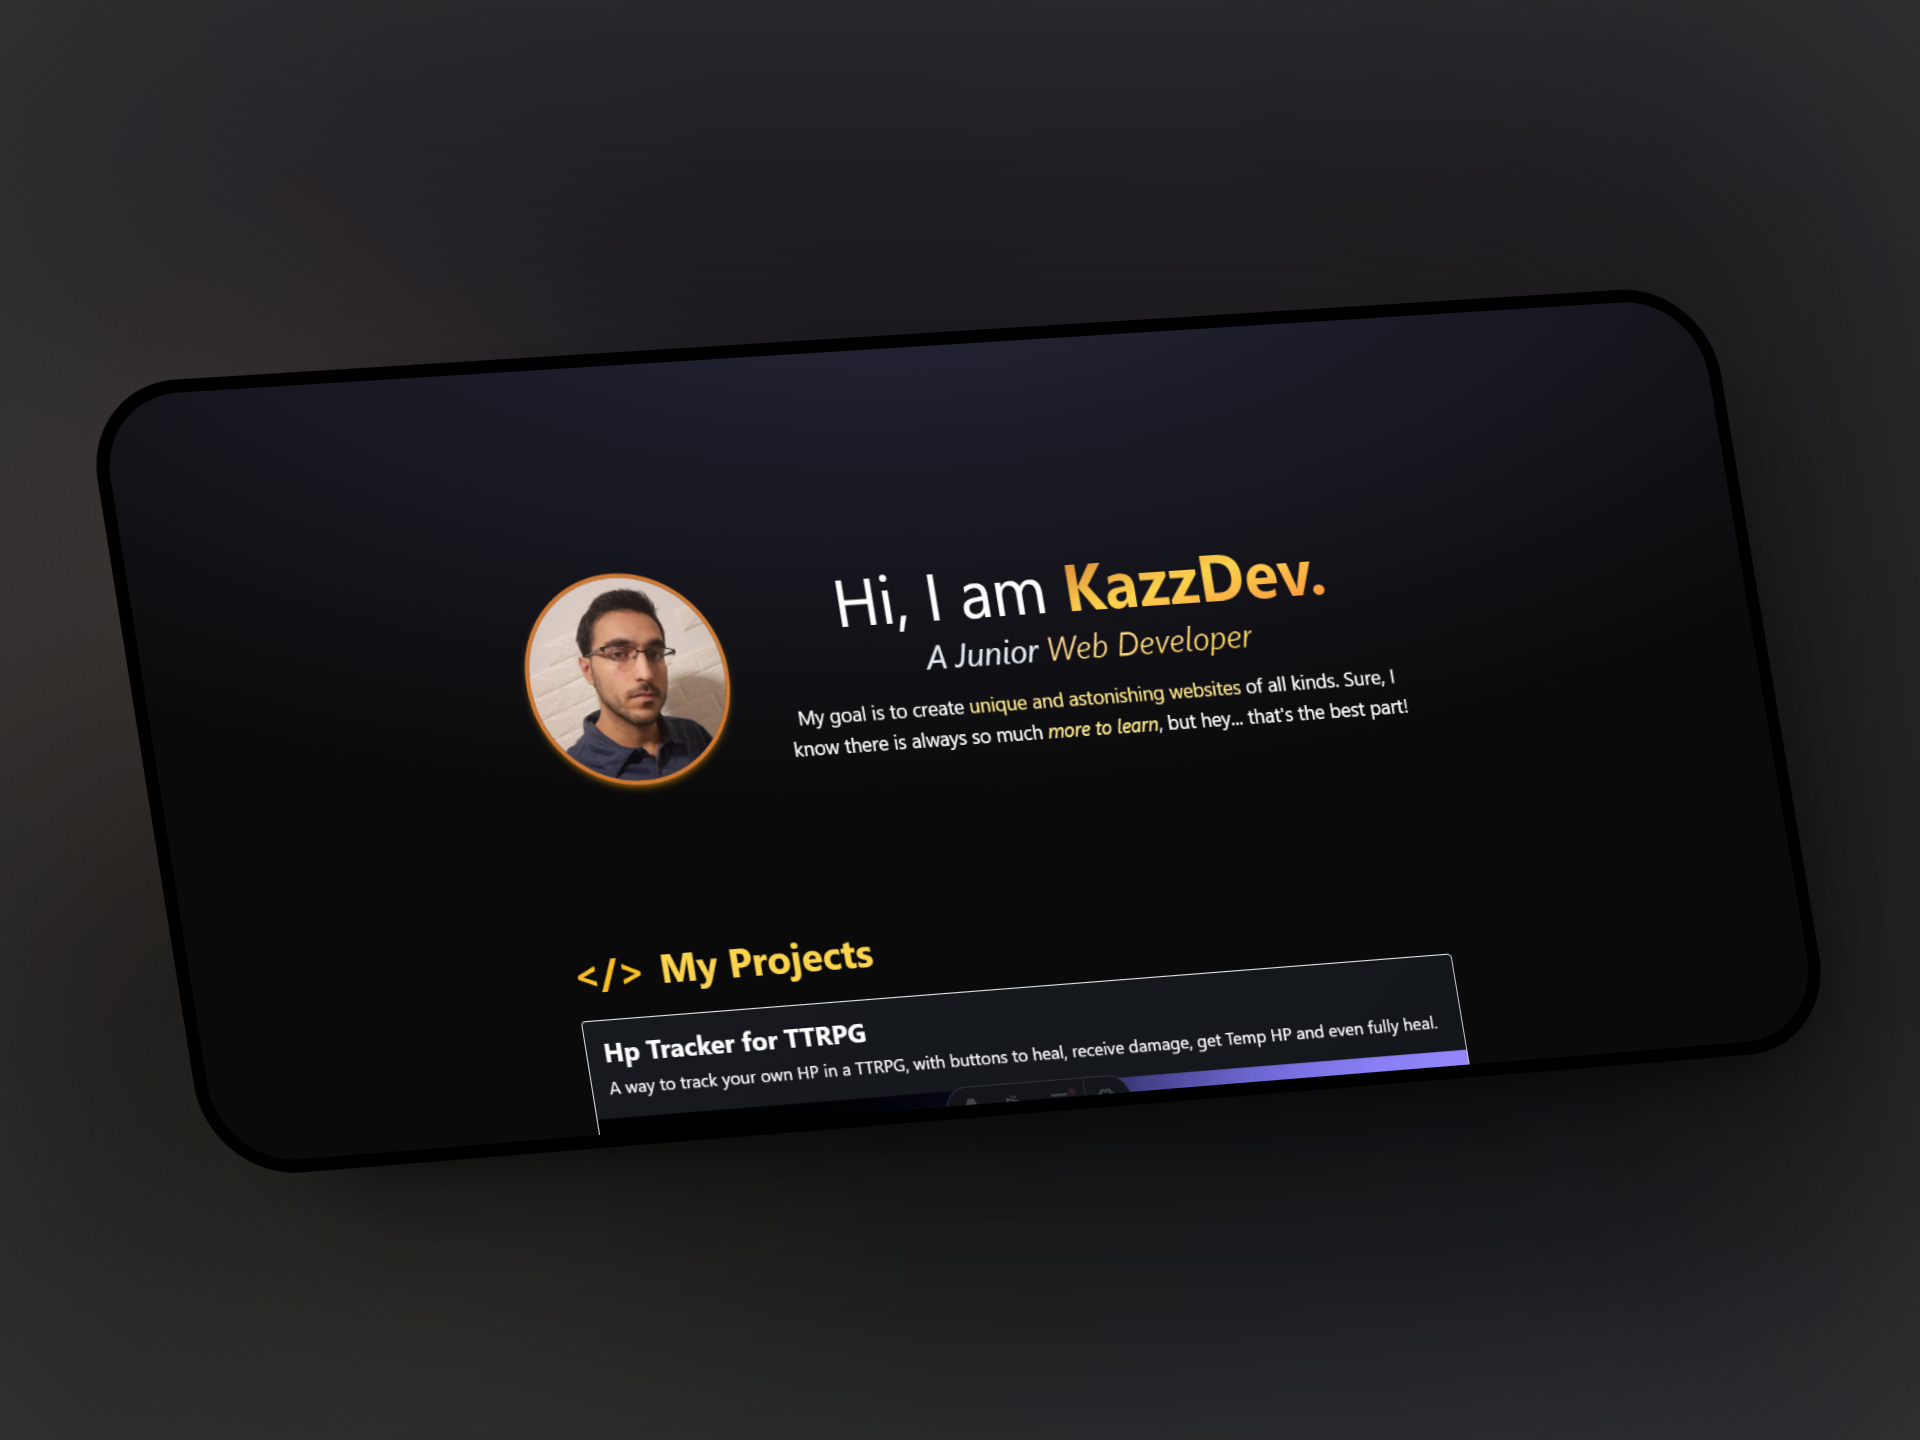 Hi, I am KazzDev.
A Junior Web Developer
My goal is to create unique and astonishing websites of all kinds. Sure, I
know there is always so much more to learn, but hey... that's the best part!
</> My Projects
Hp Tracker for TTRPG
A way to track your own HP in a TTRPG, with buttons to heal, receive damage, get Temp HP and even fully heal.